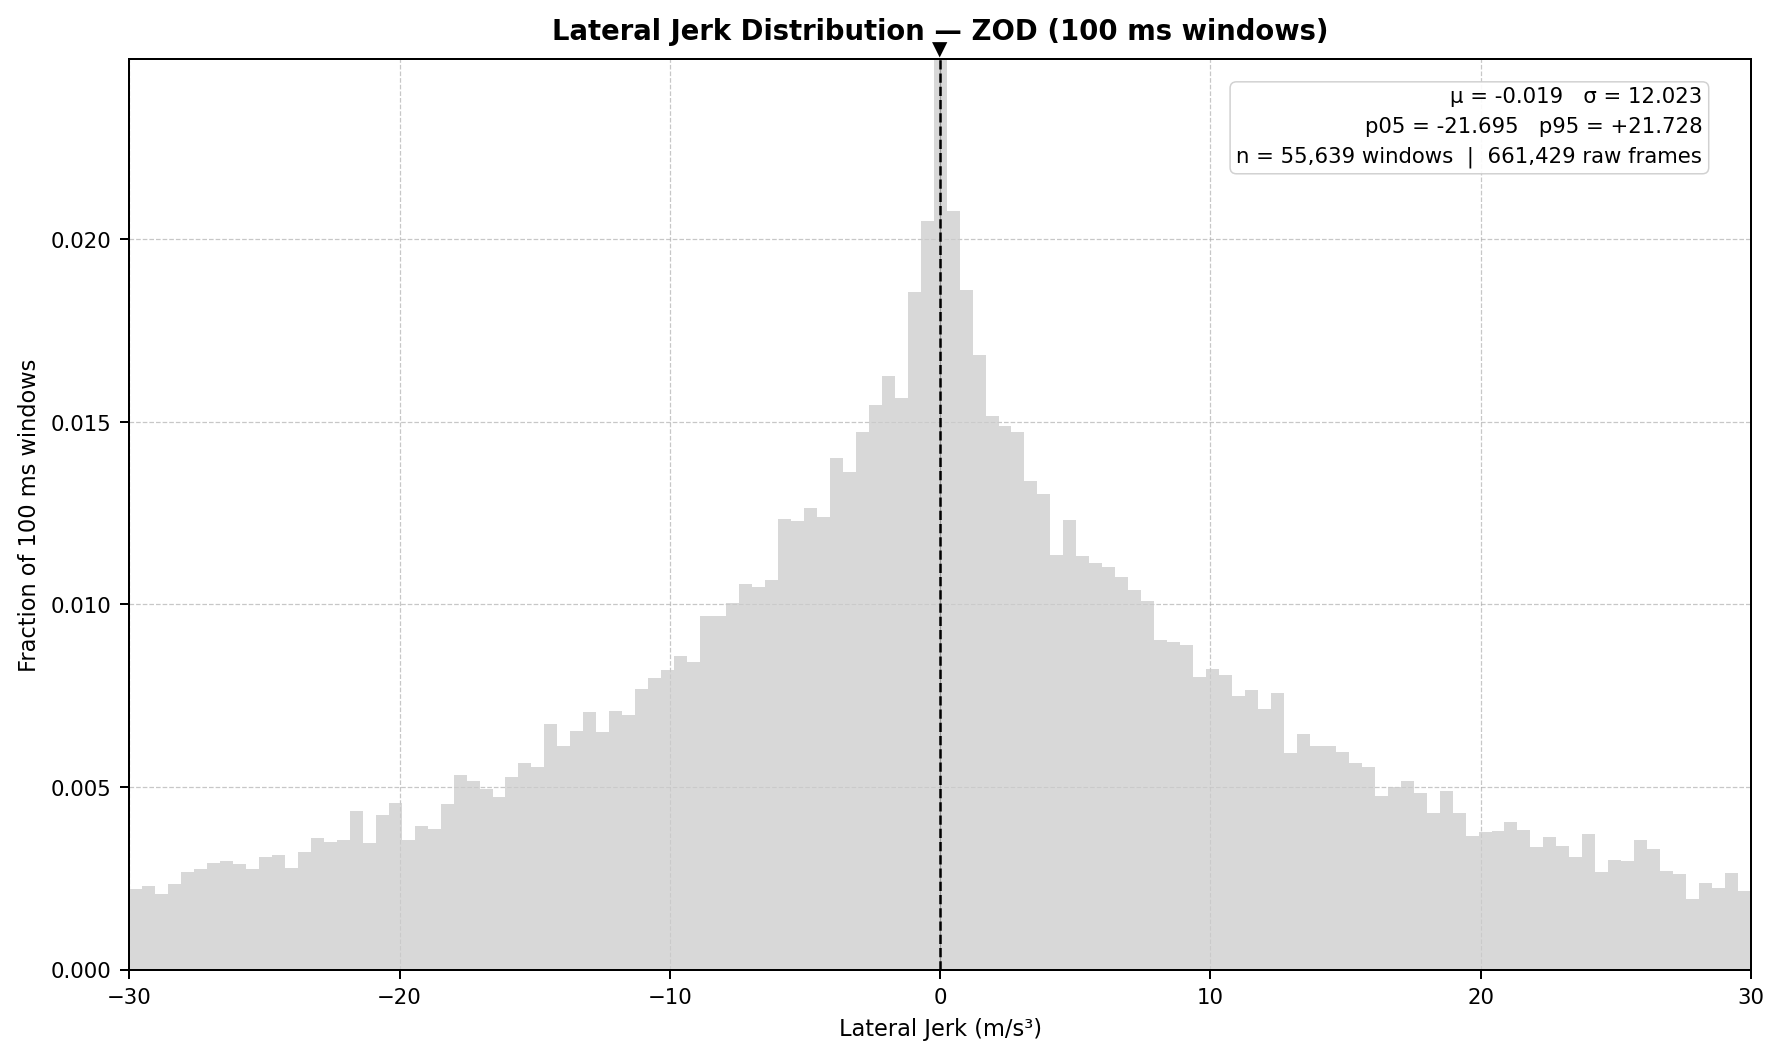 Lateral Jerk Distribution — ZOD (100 ms windows)
μ = -0.019   σ = 12.023
p05 = -21.695   p95 = +21.728
n = 55,639 windows  |  661,429 raw frames
Fraction of 100 ms windows
0.020
0.015
0.010
0.005
0.000
−30 −20 −10 0 10 20 30
Lateral Jerk (m/s³)